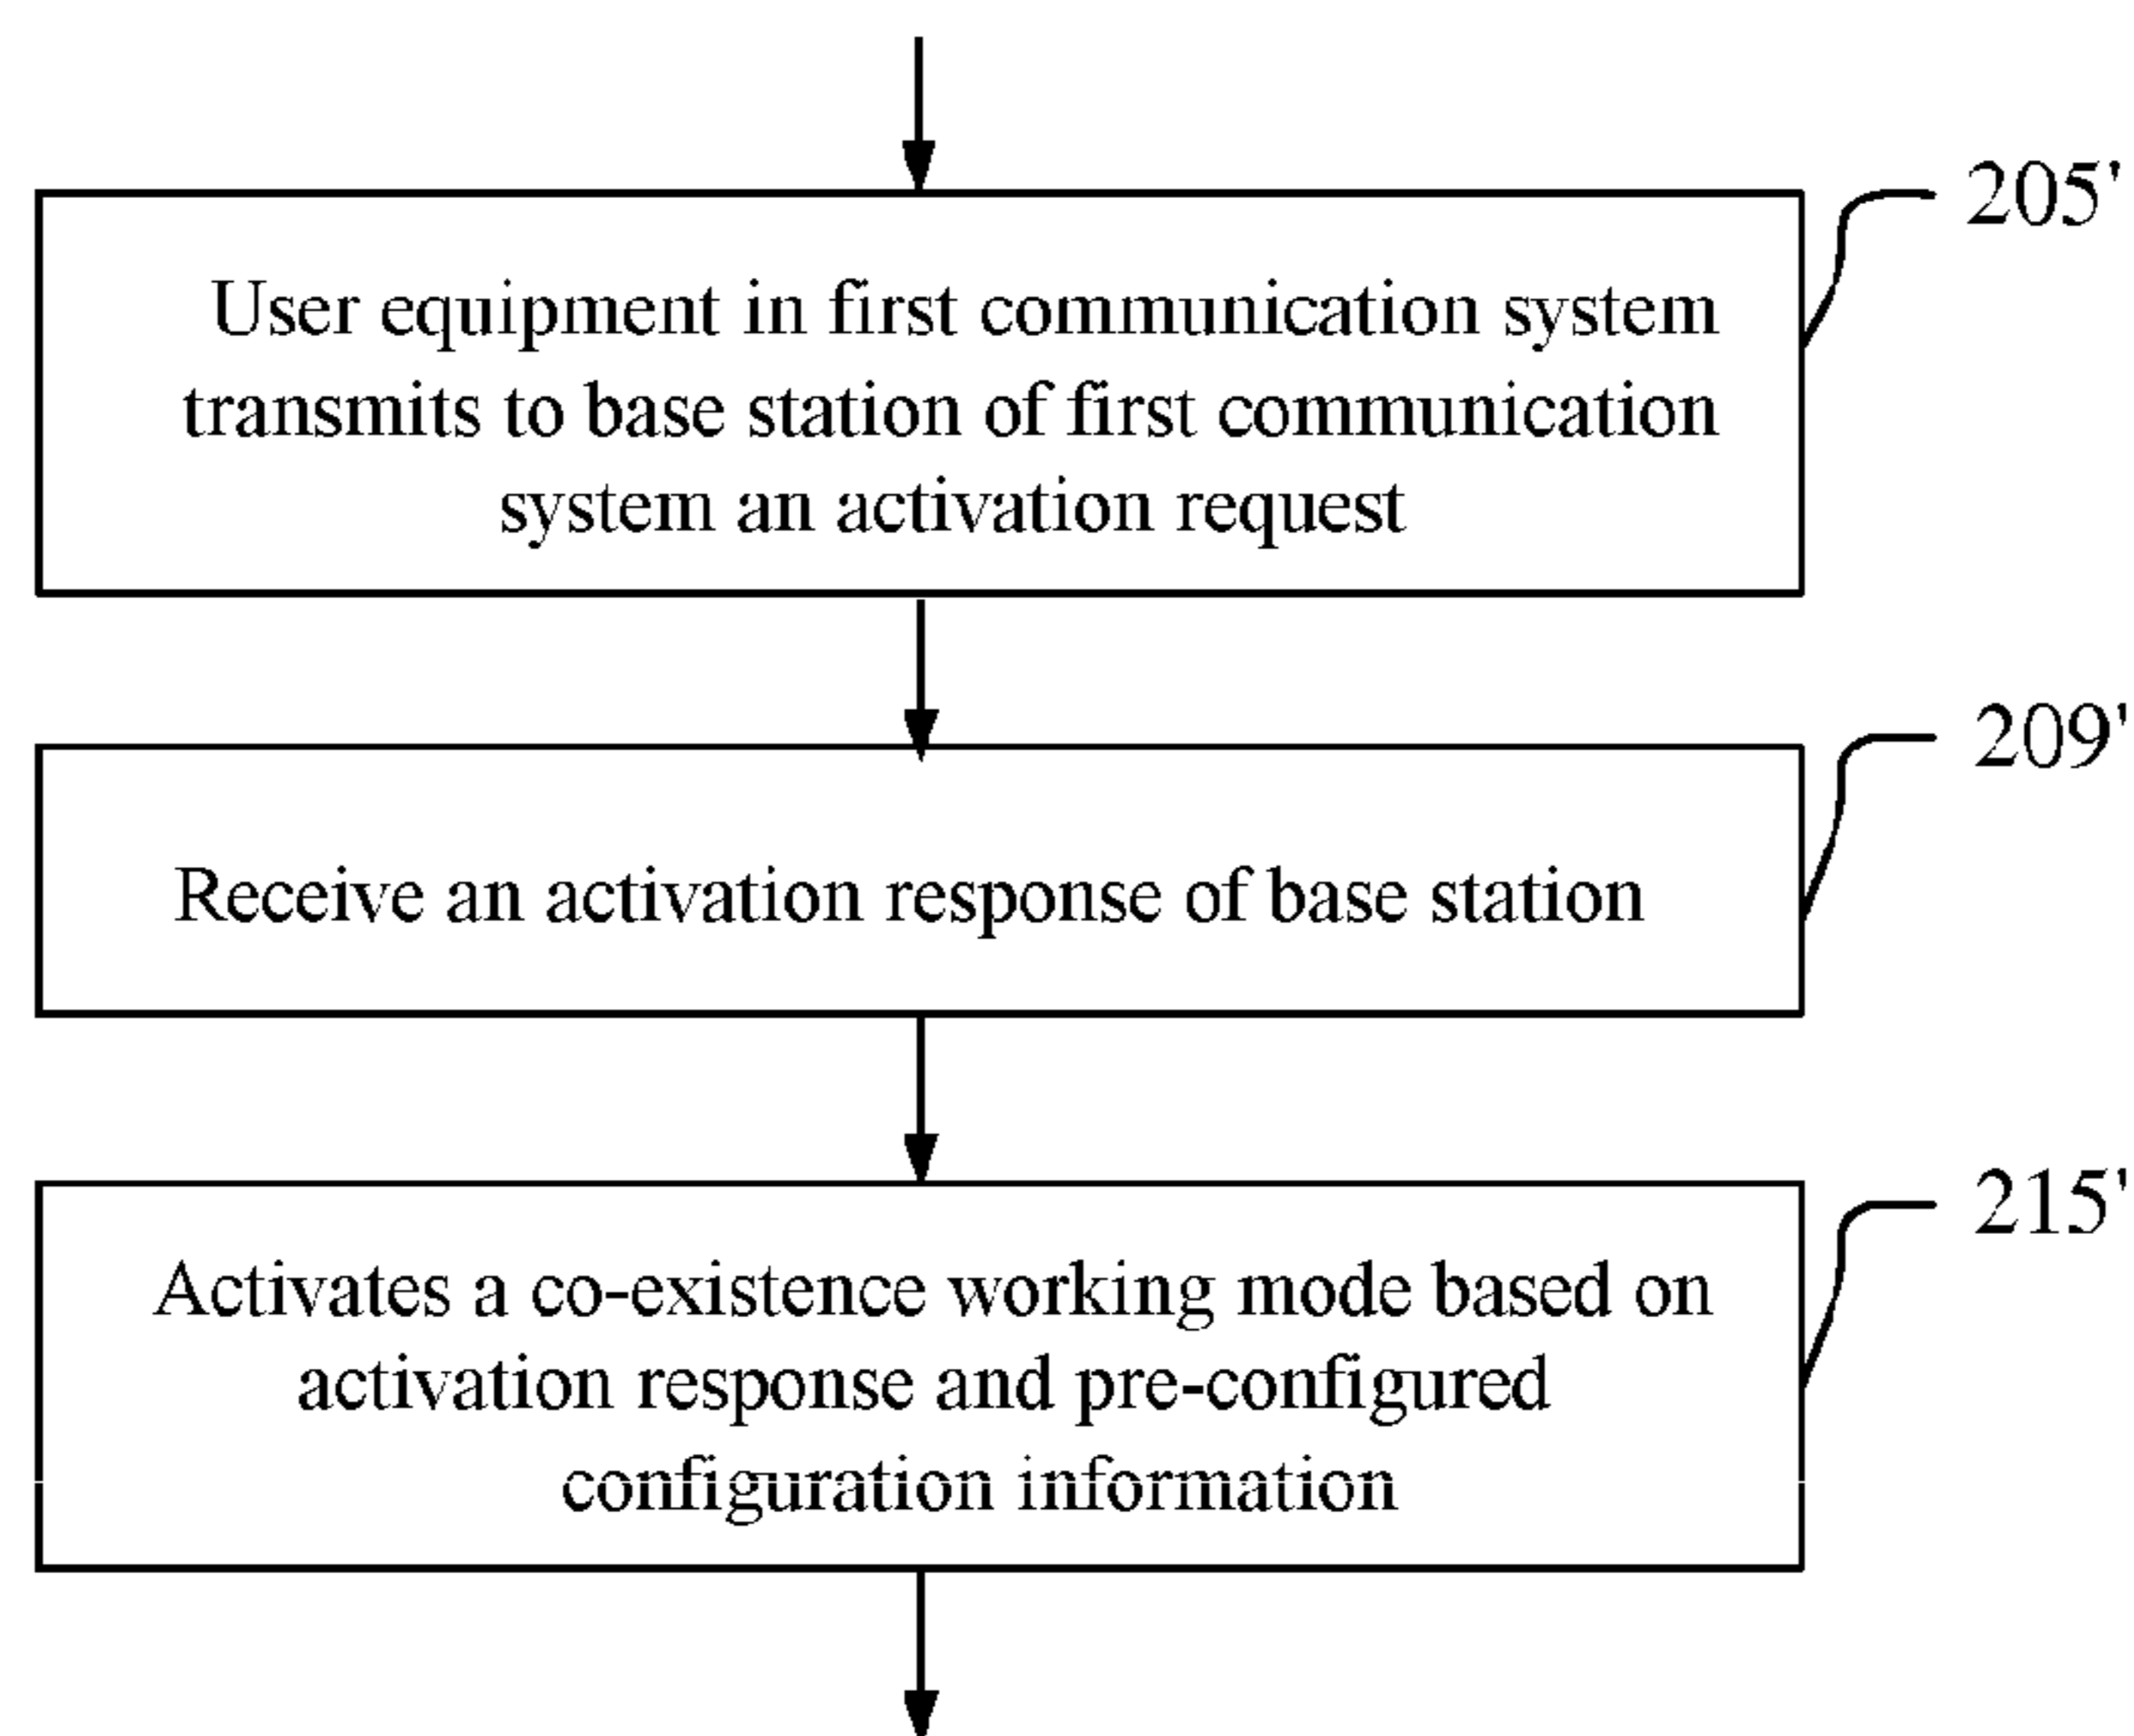 205'
User equipment in first communication system
transmits to base station of first communication
system an activation request
209'
Receive an activation response of base station
215'
Activates a co-existence working mode based on
activation response and pre-configured
configuration information